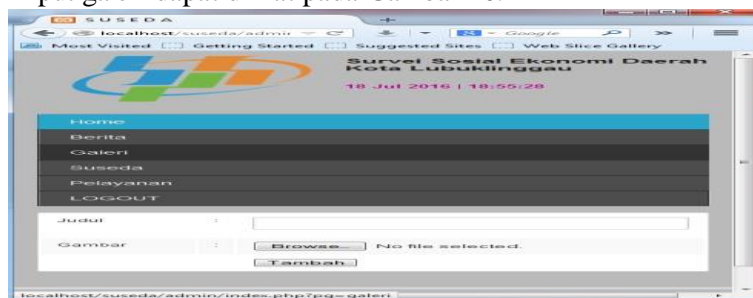 SUSEDA
localhost/suseda/admir
Google
Most Visited
Getting Started
Suggested Sites
Web Slice Gallery
Survei Sosial Ekonomi Daerah
Kota Lubuklinggau
18 Jul 2016 | 18:55:28
Home
Berita
Galeri
Suseda
Pelayanan
LOGOUT
Judul :
Gambar : Browse... No file selected.
Tambah
localhost/suseda/admin/index.php?pg=galeri